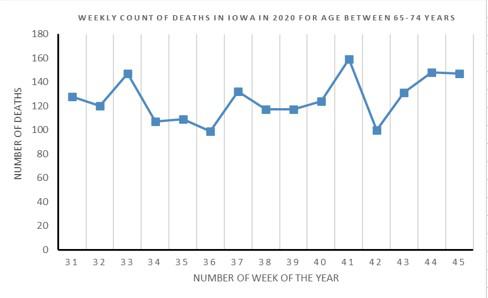 WEEKLY COUNT OF DEATHS IN IOWA IN 2020 FOR AGE BETWEEN 65-74 YEARS
180
160
140
120
100
80
60
40
20
0
NUMBER OF DEATHS
31 32 33 34 35 36 37 38 39 40 41 42 43 44 45
NUMBER OF WEEK OF THE YEAR